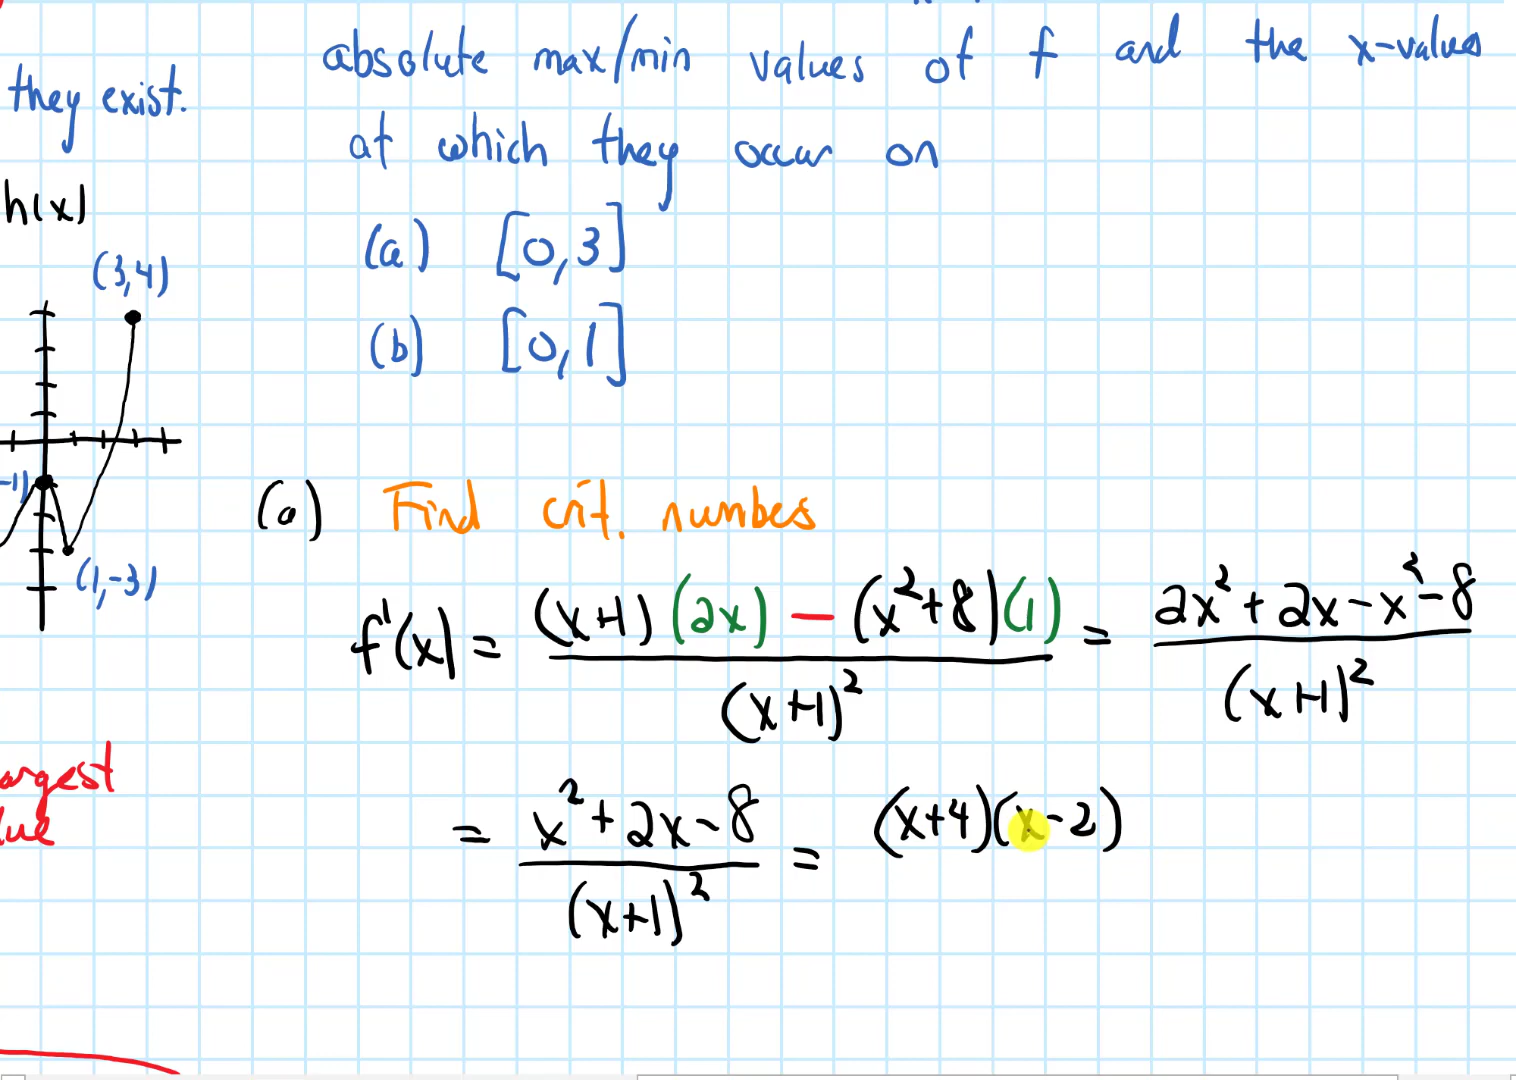 absolute max/min values of f and the x-values
they exist.
at which they occur on
h(x)
(a) [0,3]
(3,4)
(b) [0,1]
-1)
(a) Find crit. numbers
(1,-3)
f'(x) = (x+1)(2x) - (x²+8)(1) / (x+1)² = 2x²+2x-x²-8 / (x+1)²
= x²+2x-8 / (x+1)² = (x+4)(x-2)